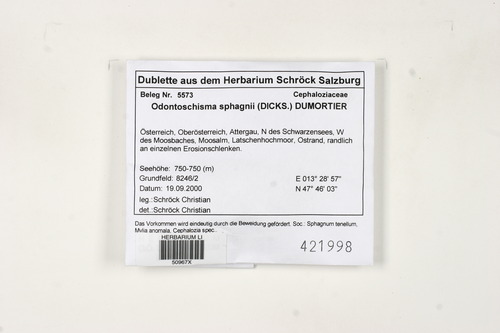 Dublette aus dem Herbarium Schröck Salzburg
Beleg Nr. 5573 Cephaloziaceae
Odontoschisma sphagnii (DICKS.) DUMORTIER
Österreich, Oberösterreich, Attergau, N des Schwarzensees, W
des Moosbaches, Moosalm, Latschenhochmoor, Ostrand, randlich
an einzelnen Erosionschlenken.
Seehöhe: 750-750 (m)
Grundfeld: 8246/2 E 013° 28' 57"
Datum: 19.09.2000 N 47° 46' 03"
leg.: Schröck Christian
det.: Schröck Christian
Das Vorkommen wird eindeutig durch die Beweidung gefördert. Soc.: Sphagnum tenellum,
Mylia anomala, Cephalozia spec.
HERBARIUM LI
50967X
421998